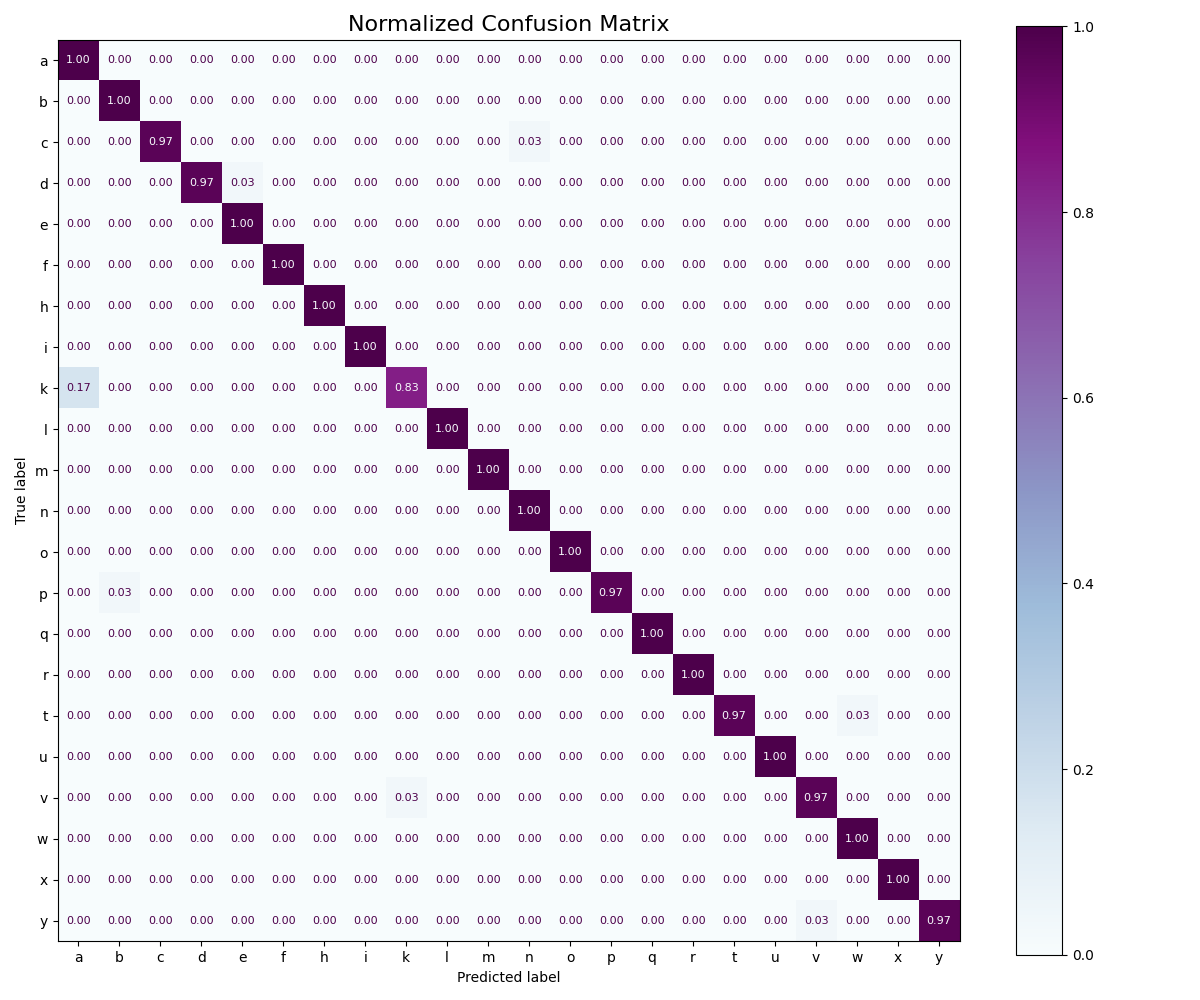 Normalized Confusion Matrix
a 1.00 0.00 0.00 0.00 0.00 0.00 0.00 0.00 0.00 0.00 0.00 0.00 0.00 0.00 0.00 0.00 0.00 0.00 0.00 0.00 0.00 0.00
b 0.00 1.00 0.00 0.00 0.00 0.00 0.00 0.00 0.00 0.00 0.00 0.00 0.00 0.00 0.00 0.00 0.00 0.00 0.00 0.00 0.00 0.00
c 0.00 0.00 0.97 0.00 0.00 0.00 0.00 0.00 0.00 0.00 0.00 0.03 0.00 0.00 0.00 0.00 0.00 0.00 0.00 0.00 0.00 0.00
d 0.00 0.00 0.00 0.97 0.03 0.00 0.00 0.00 0.00 0.00 0.00 0.00 0.00 0.00 0.00 0.00 0.00 0.00 0.00 0.00 0.00 0.00
e 0.00 0.00 0.00 0.00 1.00 0.00 0.00 0.00 0.00 0.00 0.00 0.00 0.00 0.00 0.00 0.00 0.00 0.00 0.00 0.00 0.00 0.00
f 0.00 0.00 0.00 0.00 0.00 1.00 0.00 0.00 0.00 0.00 0.00 0.00 0.00 0.00 0.00 0.00 0.00 0.00 0.00 0.00 0.00 0.00
h 0.00 0.00 0.00 0.00 0.00 0.00 1.00 0.00 0.00 0.00 0.00 0.00 0.00 0.00 0.00 0.00 0.00 0.00 0.00 0.00 0.00 0.00
i 0.00 0.00 0.00 0.00 0.00 0.00 0.00 1.00 0.00 0.00 0.00 0.00 0.00 0.00 0.00 0.00 0.00 0.00 0.00 0.00 0.00 0.00
k 0.17 0.00 0.00 0.00 0.00 0.00 0.00 0.00 0.83 0.00 0.00 0.00 0.00 0.00 0.00 0.00 0.00 0.00 0.00 0.00 0.00 0.00
l 0.00 0.00 0.00 0.00 0.00 0.00 0.00 0.00 0.00 1.00 0.00 0.00 0.00 0.00 0.00 0.00 0.00 0.00 0.00 0.00 0.00 0.00
m 0.00 0.00 0.00 0.00 0.00 0.00 0.00 0.00 0.00 0.00 1.00 0.00 0.00 0.00 0.00 0.00 0.00 0.00 0.00 0.00 0.00 0.00
n 0.00 0.00 0.00 0.00 0.00 0.00 0.00 0.00 0.00 0.00 0.00 1.00 0.00 0.00 0.00 0.00 0.00 0.00 0.00 0.00 0.00 0.00
o 0.00 0.00 0.00 0.00 0.00 0.00 0.00 0.00 0.00 0.00 0.00 0.00 1.00 0.00 0.00 0.00 0.00 0.00 0.00 0.00 0.00 0.00
p 0.00 0.03 0.00 0.00 0.00 0.00 0.00 0.00 0.00 0.00 0.00 0.00 0.00 0.97 0.00 0.00 0.00 0.00 0.00 0.00 0.00 0.00
q 0.00 0.00 0.00 0.00 0.00 0.00 0.00 0.00 0.00 0.00 0.00 0.00 0.00 0.00 1.00 0.00 0.00 0.00 0.00 0.00 0.00 0.00
r 0.00 0.00 0.00 0.00 0.00 0.00 0.00 0.00 0.00 0.00 0.00 0.00 0.00 0.00 0.00 1.00 0.00 0.00 0.00 0.00 0.00 0.00
t 0.00 0.00 0.00 0.00 0.00 0.00 0.00 0.00 0.00 0.00 0.00 0.00 0.00 0.00 0.00 0.00 0.97 0.00 0.00 0.03 0.00 0.00
u 0.00 0.00 0.00 0.00 0.00 0.00 0.00 0.00 0.00 0.00 0.00 0.00 0.00 0.00 0.00 0.00 0.00 1.00 0.00 0.00 0.00 0.00
v 0.00 0.00 0.00 0.00 0.00 0.00 0.00 0.00 0.03 0.00 0.00 0.00 0.00 0.00 0.00 0.00 0.00 0.00 0.97 0.00 0.00 0.00
w 0.00 0.00 0.00 0.00 0.00 0.00 0.00 0.00 0.00 0.00 0.00 0.00 0.00 0.00 0.00 0.00 0.00 0.00 0.00 1.00 0.00 0.00
x 0.00 0.00 0.00 0.00 0.00 0.00 0.00 0.00 0.00 0.00 0.00 0.00 0.00 0.00 0.00 0.00 0.00 0.00 0.00 0.00 1.00 0.00
y 0.00 0.00 0.00 0.00 0.00 0.00 0.00 0.00 0.00 0.00 0.00 0.00 0.00 0.00 0.00 0.00 0.00 0.00 0.03 0.00 0.00 0.97
a b c d e f h i k l m n o p q r t u v w x y
Predicted label
True label
1.0
0.8
0.6
0.4
0.2
0.0